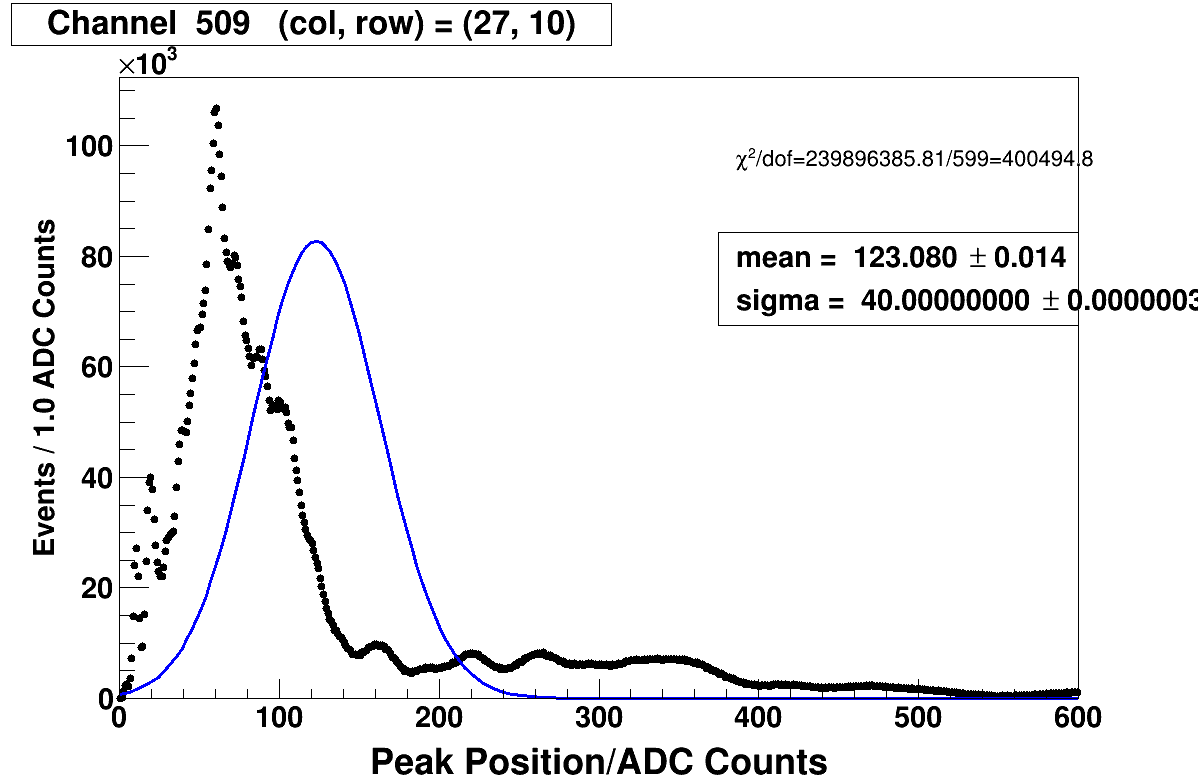 Channel 509 (col, row) = (27, 10)
×10³
100
80
60
40
20
0
Events / 1.0 ADC Counts
χ²/dof=239896385.81/599=400494.8
mean = 123.080 ± 0.014
sigma = 40.00000000 ± 0.0000003
0 100 200 300 400 500 600
Peak Position/ADC Counts